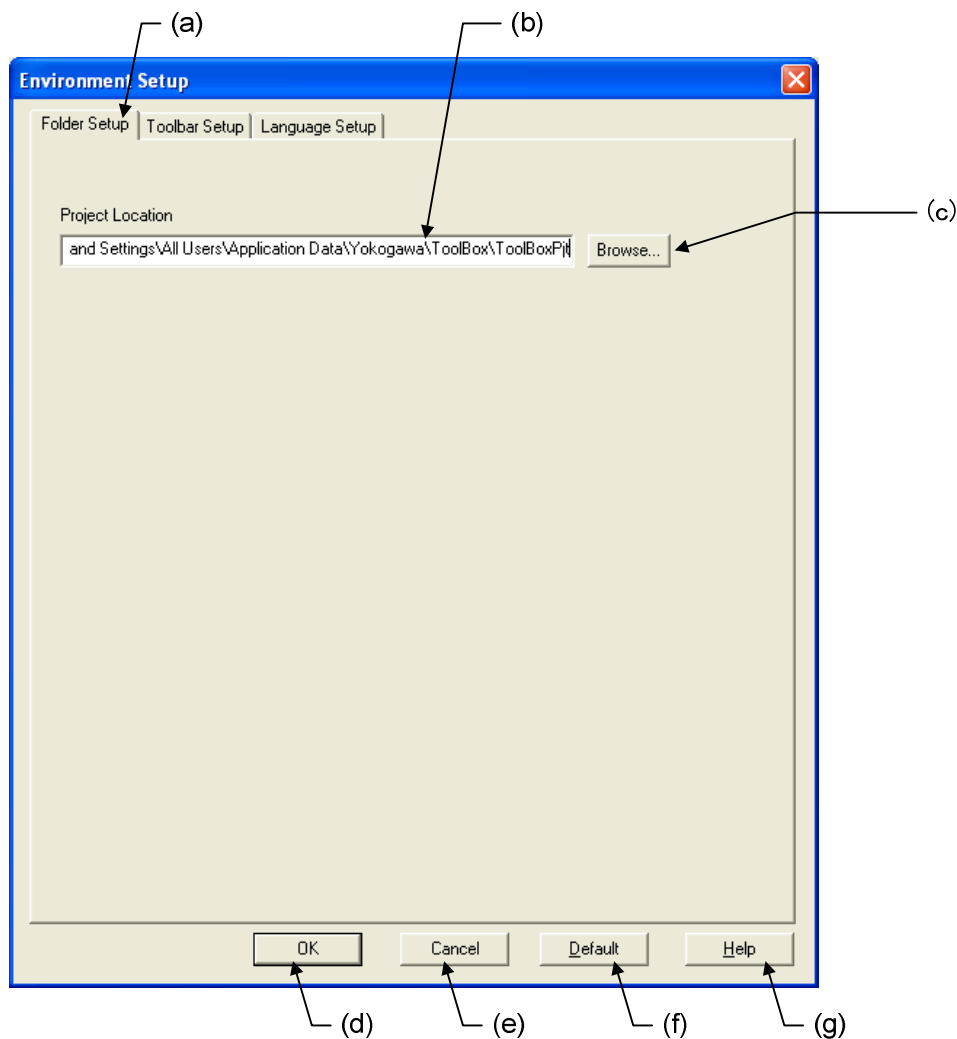 (a) (b)
Environment Setup
Folder Setup Toolbar Setup Language Setup
Project Location
(c)
and Settings\All Users\Application Data\Yokogawa\ToolBox\ToolBoxPjt Browse...
OK Cancel Default Help
(d) (e) (f) (g)